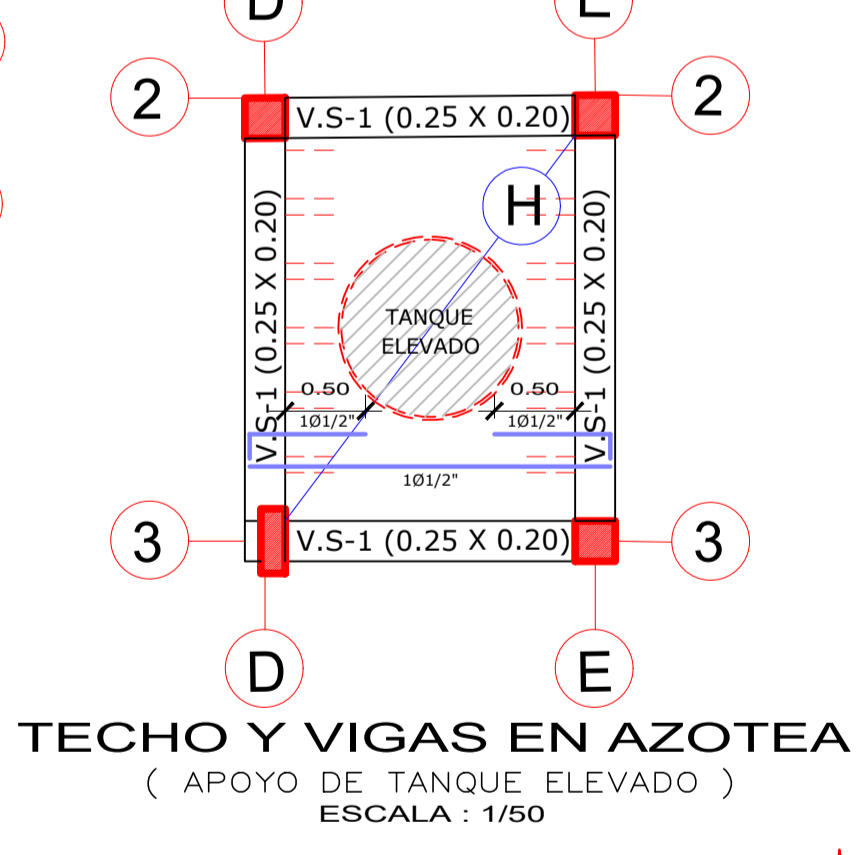 D E
2 2
V.S-1 (0.25 X 0.20)
H
V.S-1 (0.25 X 0.20)
V.S-1 (0.25 X 0.20)
TANQUE
ELEVADO
0.50 0.50
1Ø1/2" 1Ø1/2"
1Ø1/2"
3 3
V.S-1 (0.25 X 0.20)
D E
TECHO Y VIGAS EN AZOTEA
( APOYO DE TANQUE ELEVADO )
ESCALA : 1/50